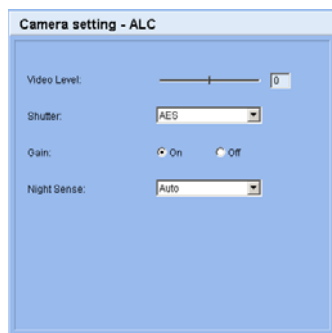 Camera setting - ALC
Video Level: 0
Shutter: AES
Gain: On Off
Night Sense: Auto